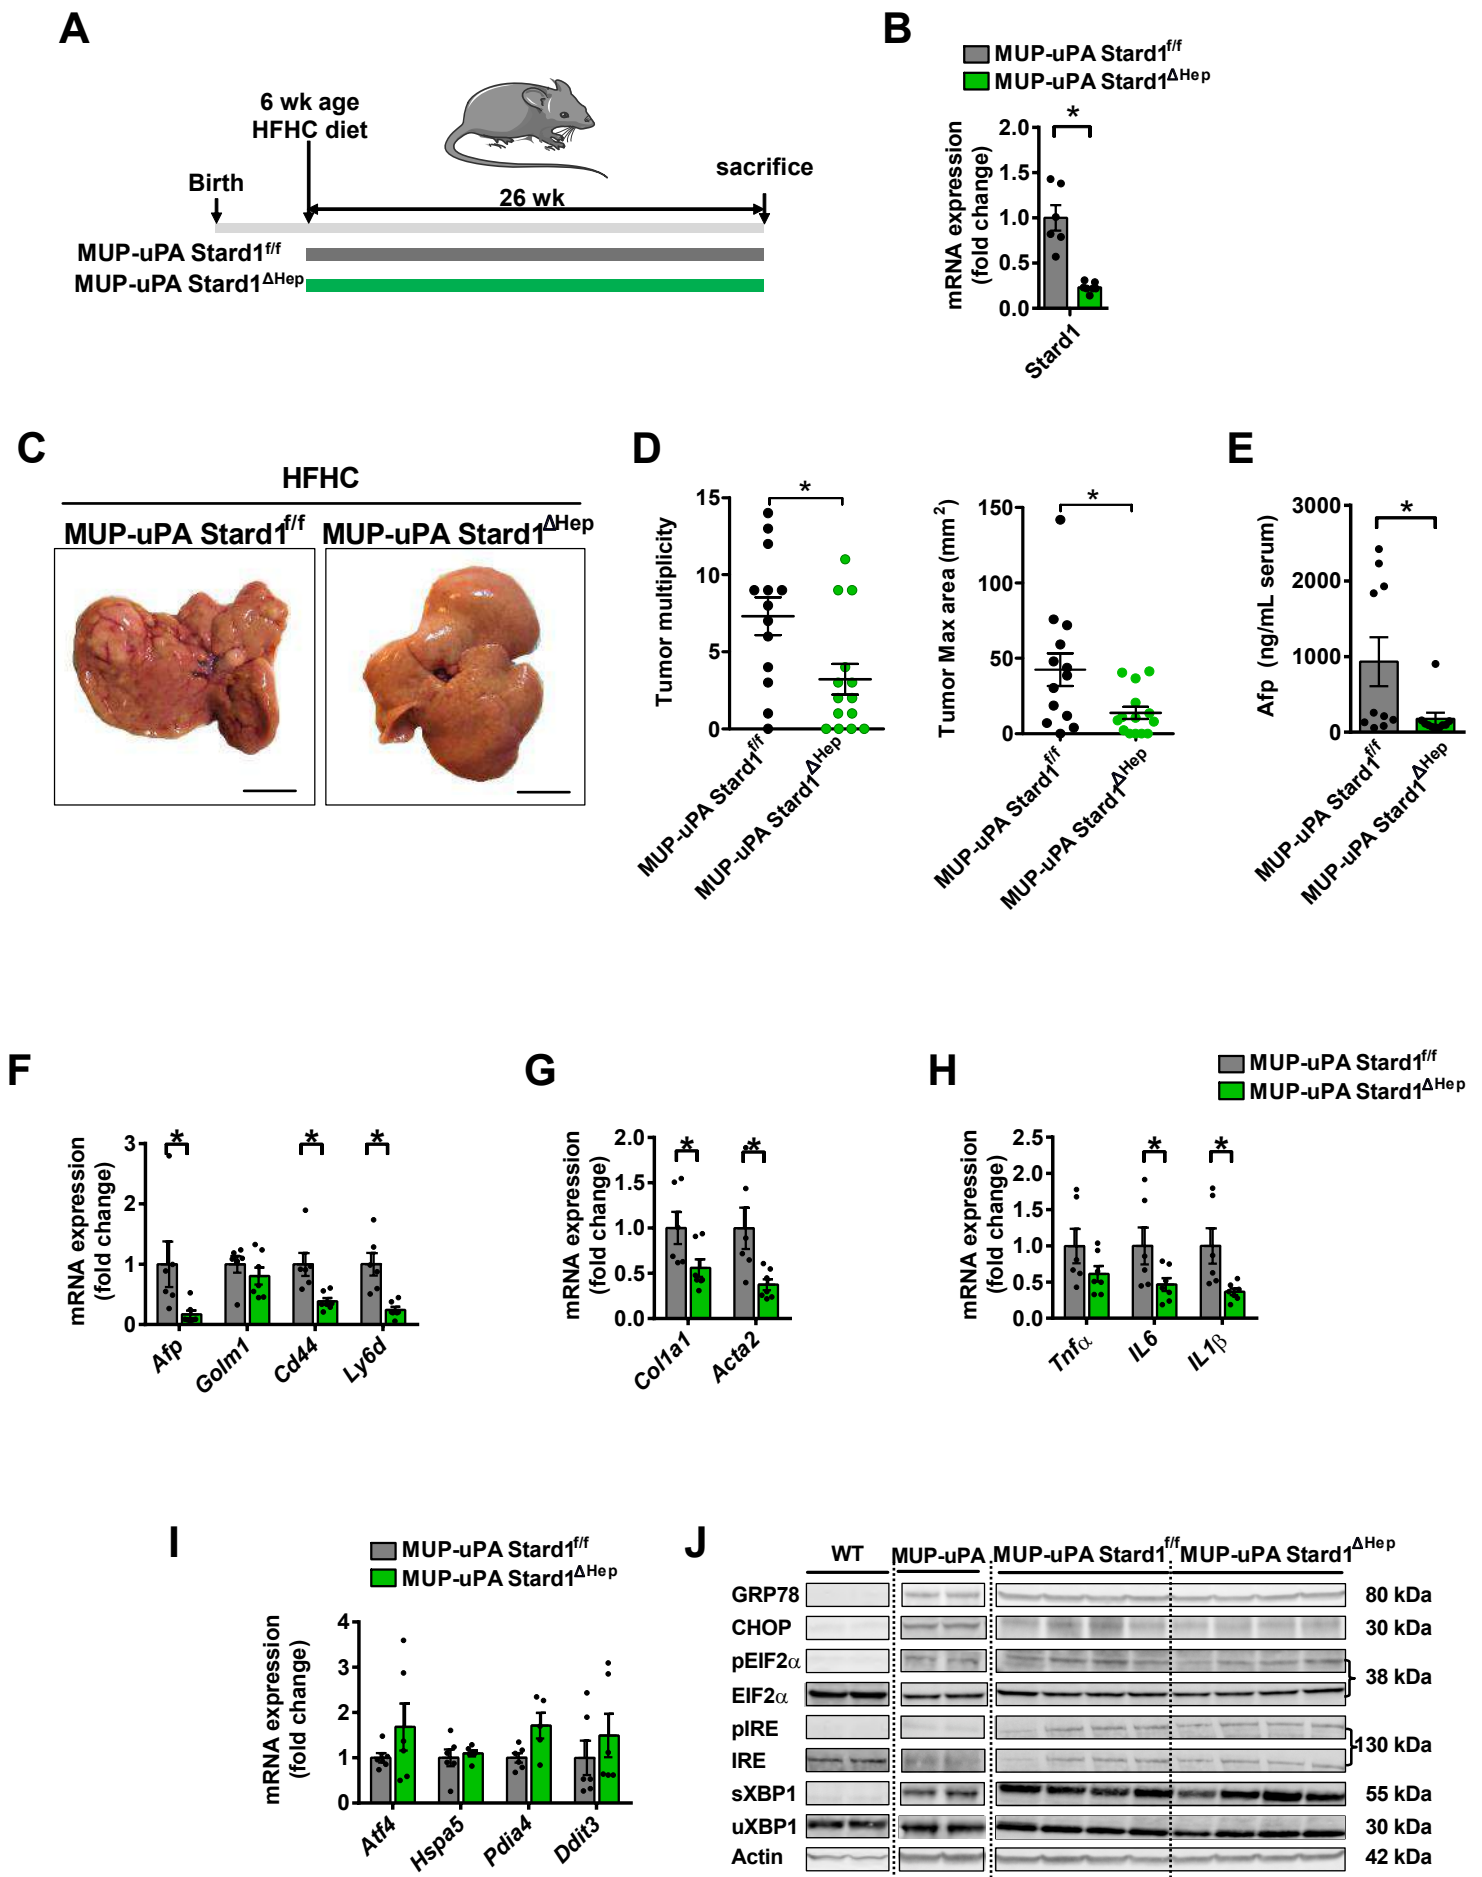 A
6 wk age
HFHC diet
Birth
26 wk
sacrifice
MUP-uPA Stard1f/f
MUP-uPA Stard1ΔHep
B
MUP-uPA Stard1f/f
MUP-uPA Stard1ΔHep
mRNA expression
(fold change)
2.0
1.5
1.0
0.5
0.0
*
Stard1
C
HFHC
MUP-uPA Stard1f/f
MUP-uPA Stard1ΔHep
D
Tumor multiplicity
15
10
5
0
*
MUP-uPA Stard1f/f
MUP-uPA Stard1ΔHep
Tumor Max area (mm2)
150
100
50
0
*
MUP-uPA Stard1f/f
MUP-uPA Stard1ΔHep
E
Afp (ng/mL serum)
3000
2000
1000
0
*
MUP-uPA Stard1f/f
MUP-uPA Stard1ΔHep
F
mRNA expression
(fold change)
3
2
1
0
* * *
Afp
Golm1
Cd44
Ly6d
G
mRNA expression
(fold change)
2.0
1.5
1.0
0.5
0.0
* *
Col1a1
Acta2
H
MUP-uPA Stard1f/f
MUP-uPA Stard1ΔHep
mRNA expression
(fold change)
2.5
2.0
1.5
1.0
0.5
0.0
* *
Tnfα
IL6
IL1β
I
MUP-uPA Stard1f/f
MUP-uPA Stard1ΔHep
mRNA expression
(fold change)
4
3
2
1
0
Atf4
Hspa5
Pdia4
Ddit3
J
WT MUP-uPA MUP-uPA Stard1f/f MUP-uPA Stard1ΔHep
GRP78 80 kDa
CHOP 30 kDa
pEIF2α
38 kDa
EIF2α
pIRE
130 kDa
IRE
sXBP1 55 kDa
uXBP1 30 kDa
Actin 42 kDa